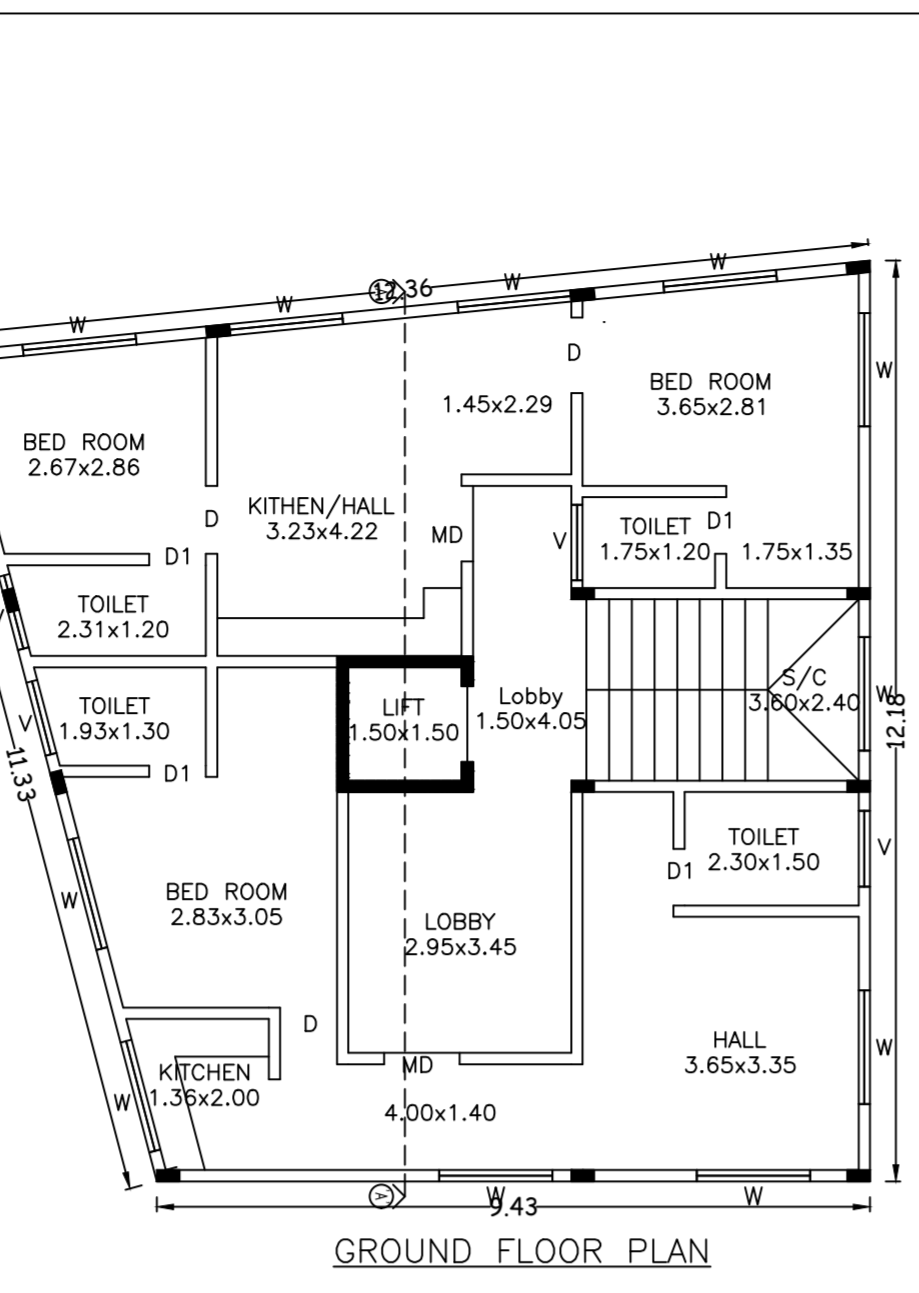 W
12.36
W
W
W
D
W
BED ROOM
3.65x2.81
1.45x2.29
BED ROOM
2.67x2.86
KITHEN/HALL
3.23x4.22
D
MD
V
TOILET
1.75x1.20
D1
1.75x1.35
D1
TOILET
2.31x1.20
TOILET
1.93x1.30
V
D1
LIFT
1.50x1.50
Lobby
1.50x4.05
S/C
3.60x2.40
W
12.18
11.33
TOILET
2.30x1.50
D1
V
W
BED ROOM
2.83x3.05
LOBBY
2.95x3.45
D
HALL
3.65x3.35
W
MD
KITCHEN
1.36x2.00
W
4.00x1.40
A
W
9.43
W
GROUND FLOOR PLAN